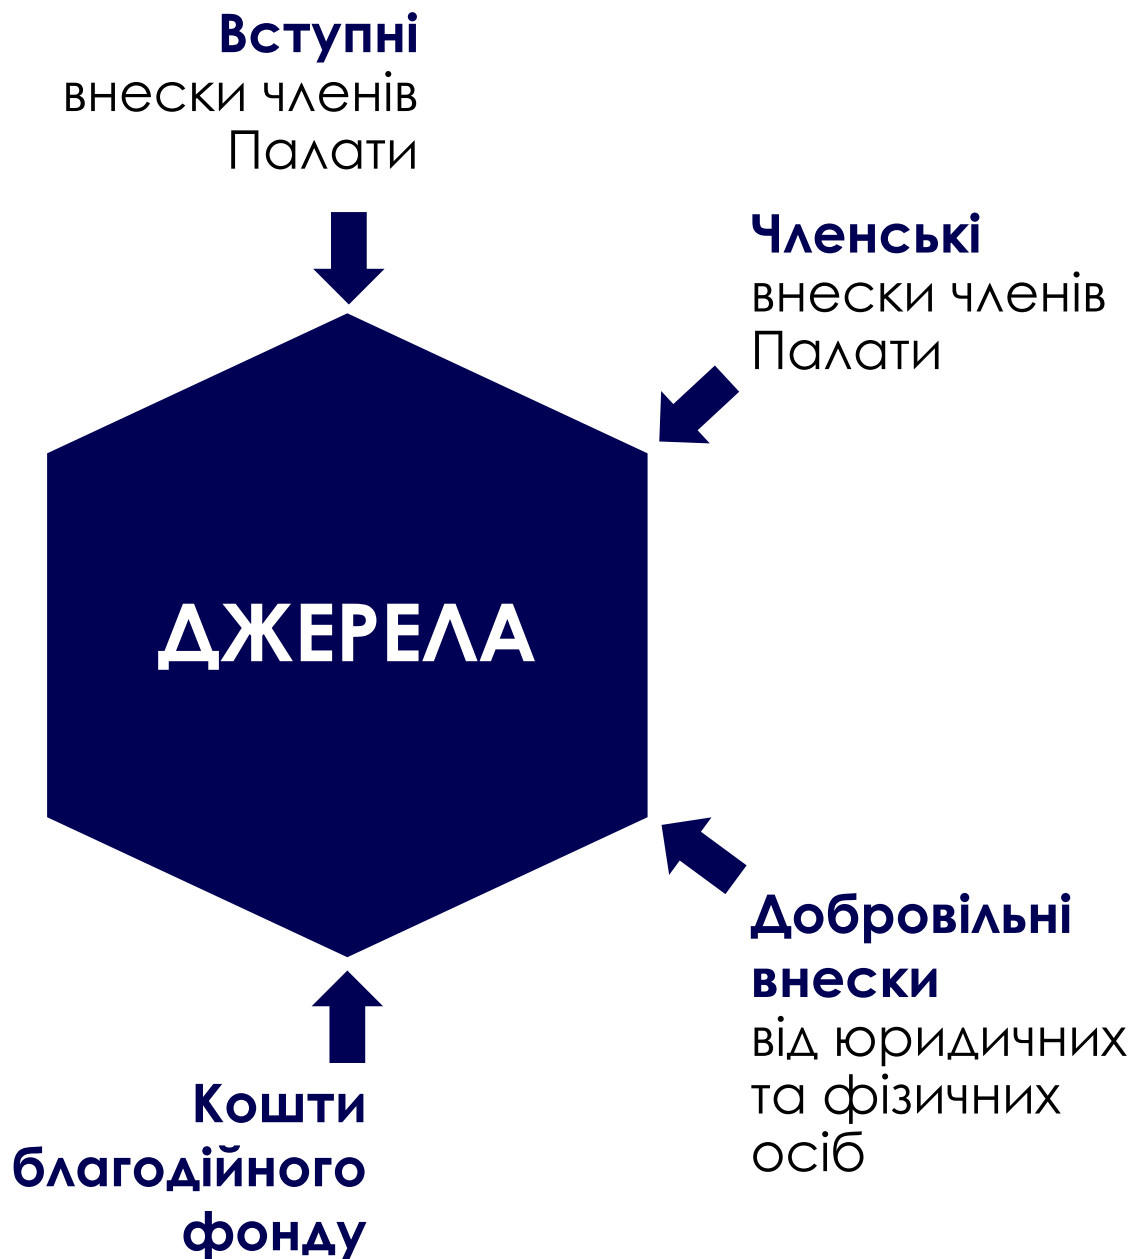 Вступні
внески членів
Палати
Членські
внески членів
Палати
ДЖЕРЕЛА
Добровільні
внески
від юридичних
та фізичних
осіб
Кошти
благодійного
фонду